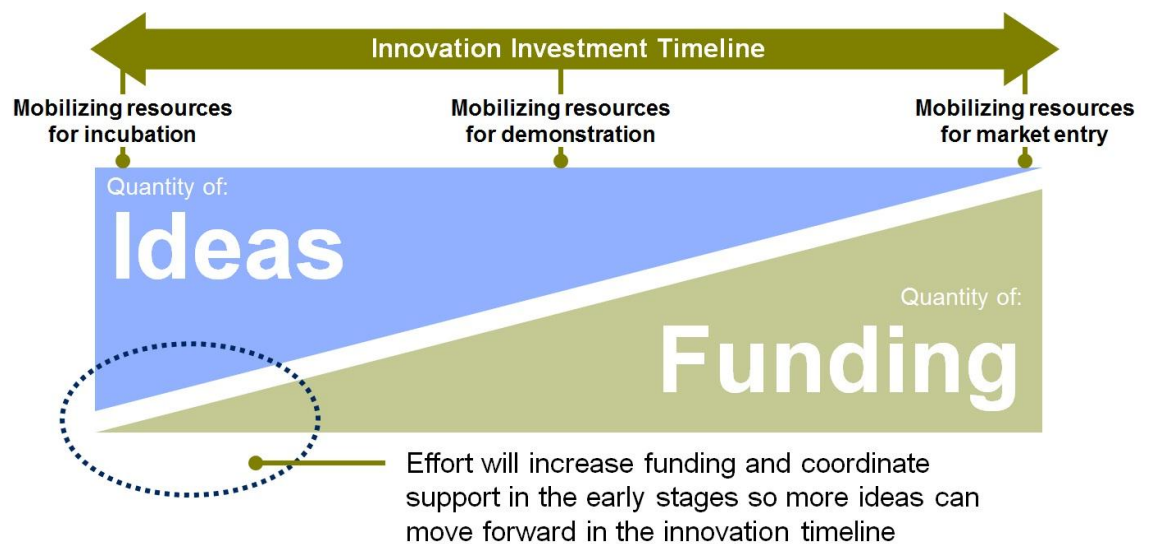 Innovation Investment Timeline
Mobilizing resources
for incubation
Mobilizing resources
for demonstration
Mobilizing resources
for market entry
Quantity of:
Ideas
Quantity of:
Funding
Effort will increase funding and coordinate
support in the early stages so more ideas can
move forward in the innovation timeline